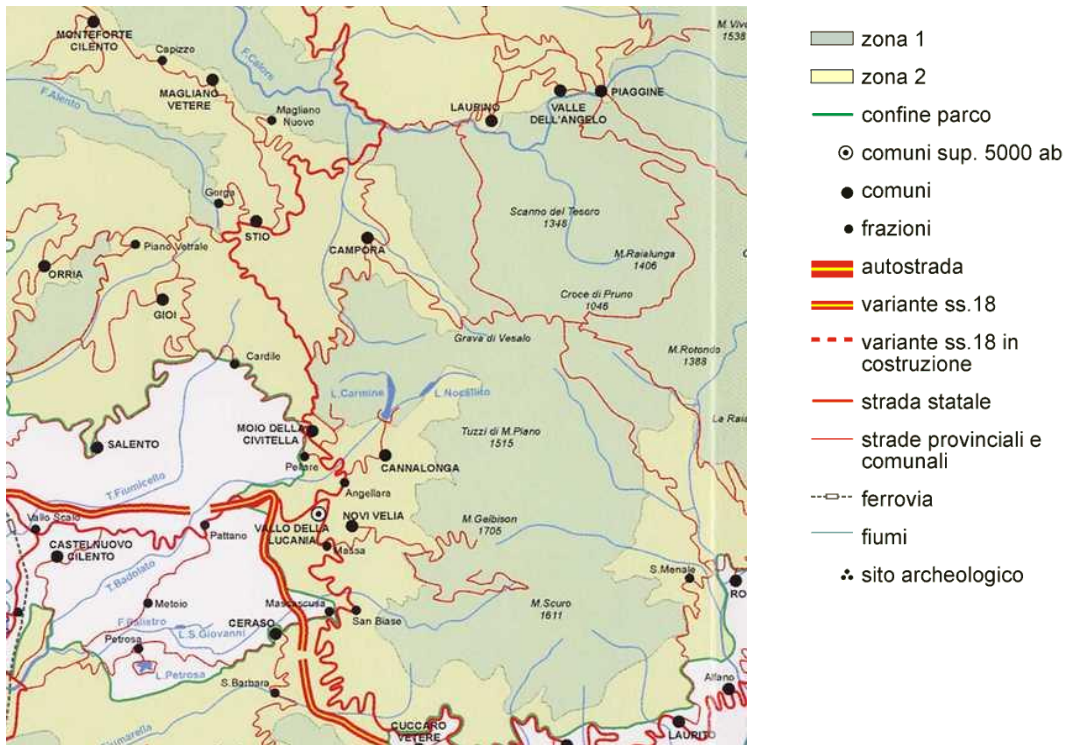 MONTEFORTE
CILENTO
Capizzo
MAGLIANO
VETERE
F.Calore
F.Alento
Magliano
Nuovo
LAURINO
VALLE
DELL'ANGELO
PIAGGINE
1538
Gorga
STIO
Piano Vetrale
ORRIA
GIOI
CAMPORA
Scanno del Tesoro
1348
M.Raialunga
1406
Croce di Pruno
1046
Grava di Vesalo
M.Rotondo
1388
Cardile
L.Carmine
L.Nocellito
MOIO DELLA
CIVITELLA
SALENTO
Pellare
CANNALONGA
Tuzzi di M.Piano
1515
La Raia
T.Fiumicello
Angellara
Vallo Scalo
Pattano
VALLO DELLA
LUCANIA
NOVI VELIA
M.Gelbison
1705
CASTELNUOVO
CILENTO
Massa
T.Badolato
S.Menale
RO
Metoio
Mascascusa
San Biase
M.Scuro
1611
F.Palistro
L.S.Giovanni
CERASO
Petrosa
L.Petrosa
S.Barbara
Alfano
CUCCARO
VETERE
LAURITO
Fiumarella
zona 1
zona 2
confine parco
comuni sup. 5000 ab
comuni
frazioni
autostrada
variante ss.18
variante ss.18 in
costruzione
strada statale
strade provinciali e
comunali
ferrovia
fiumi
sito archeologico